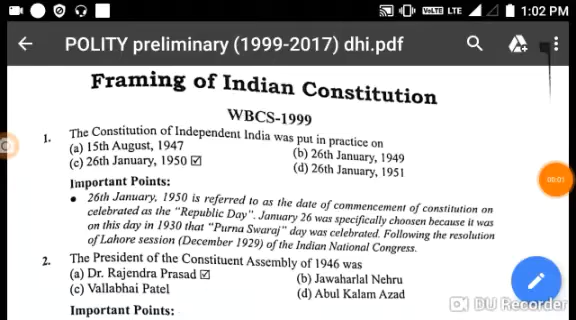 VoLTE LTE 1:02 PM
POLITY preliminary (1999-2017) dhi.pdf
Framing of Indian Constitution
WBCS-1999
1. The Constitution of Independent India was put in practice on
(a) 15th August, 1947 (b) 26th January, 1949
(c) 26th January, 1950 ☑ (d) 26th January, 1951
Important Points:
• 26th January, 1950 is referred to as the date of commencement of constitution on
celebrated as the “Republic Day”. January 26 was specifically choosen because it was
on this day in 1930 that “Purna Swaraj” day was celebrated. Following the resolution
of Lahore session (December 1929) of the Indian National Congress.
2. The President of the Constituent Assembly of 1946 was
(a) Dr. Rajendra Prasad ☑ (b) Jawaharlal Nehru
(c) Vallabhai Patel (d) Abul Kalam Azad
Important Points:
00:01
DU Recorder